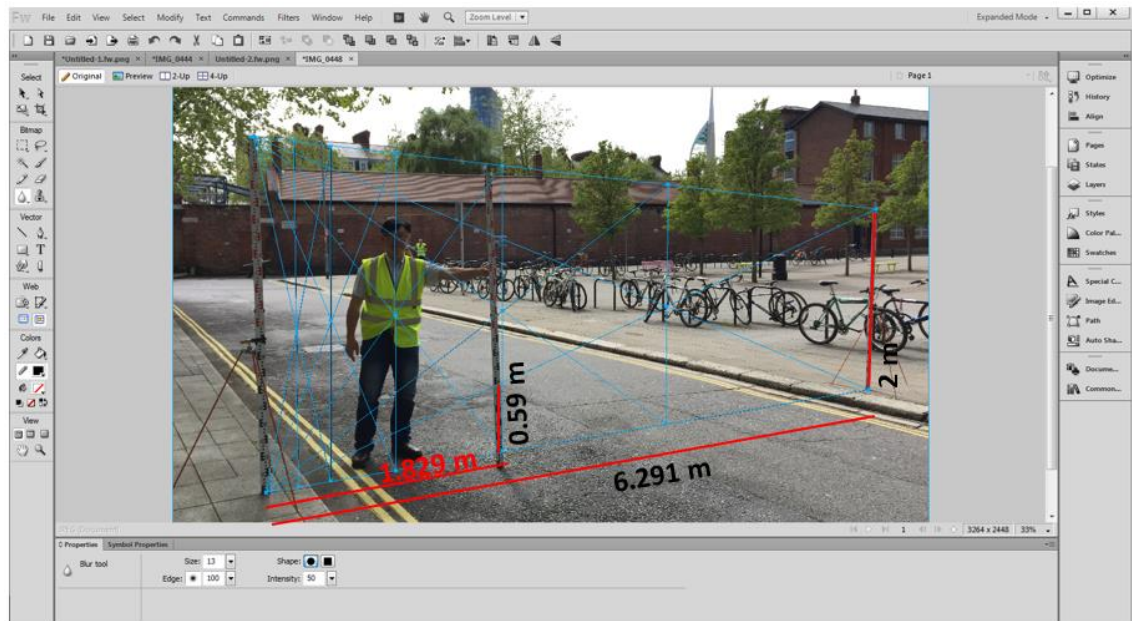 Fw File Edit View Select Modify Text Commands Filters Window Help Zoom Level Expanded Mode
*Untitled-1.fw.png × *IMG_0444 × Untitled-2.fw.png × *IMG_0448 ×
Original Preview 2-Up 4-Up Page 1
Select
Bitmap
Vector
T
Web
Colors
View
Optimize
History
Align
Pages
States
Layers
Styles
Color Pal...
Swatches
Special C...
Image Ed...
Path
Auto Sha...
Docume...
Common...
2 m
0.59 m
1.829 m
6.291 m
1 3264 x 2448 33%
Properties Symbol Properties
Blur tool Size: 13 Shape:
Edge: 100 Intensity: 50